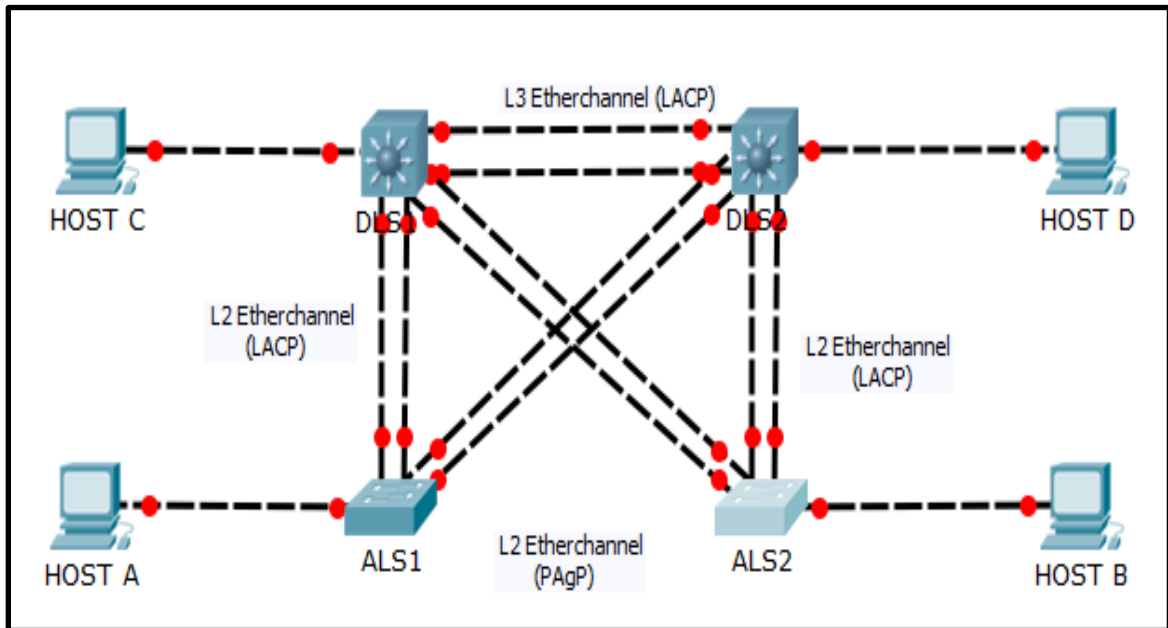 L3 Etherchannel (LACP)
HOST C
DLS1
DLS2
HOST D
L2 Etherchannel
(LACP)
L2 Etherchannel
(LACP)
HOST A
ALS1
L2 Etherchannel
(PAgP)
ALS2
HOST B